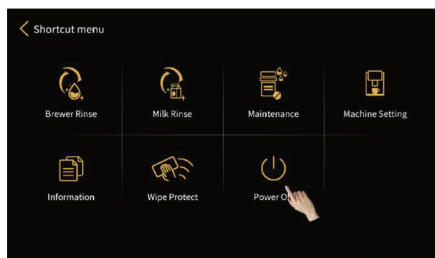 Shortcut menu
Brewer Rinse
Milk Rinse
Maintenance
Machine Setting
Information
Wipe Protect
Power O